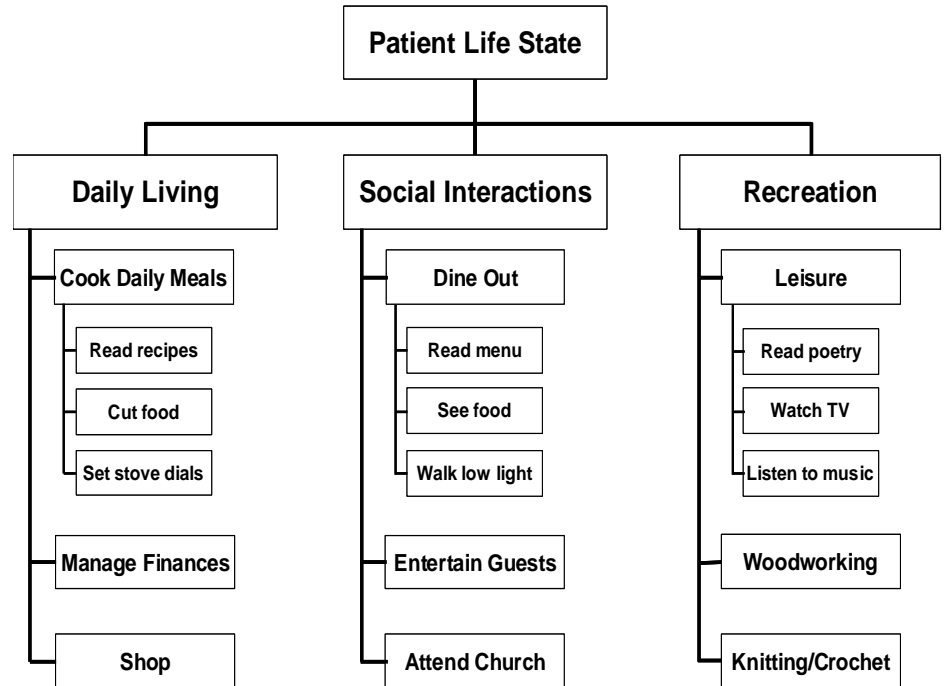 Patient Life State
Daily Living
Cook Daily Meals
Read recipes
Cut food
Set stove dials
Manage Finances
Shop
Social Interactions
Dine Out
Read menu
See food
Walk low light
Entertain Guests
Attend Church
Recreation
Leisure
Read poetry
Watch TV
Listen to music
Woodworking
Knitting/Crochet